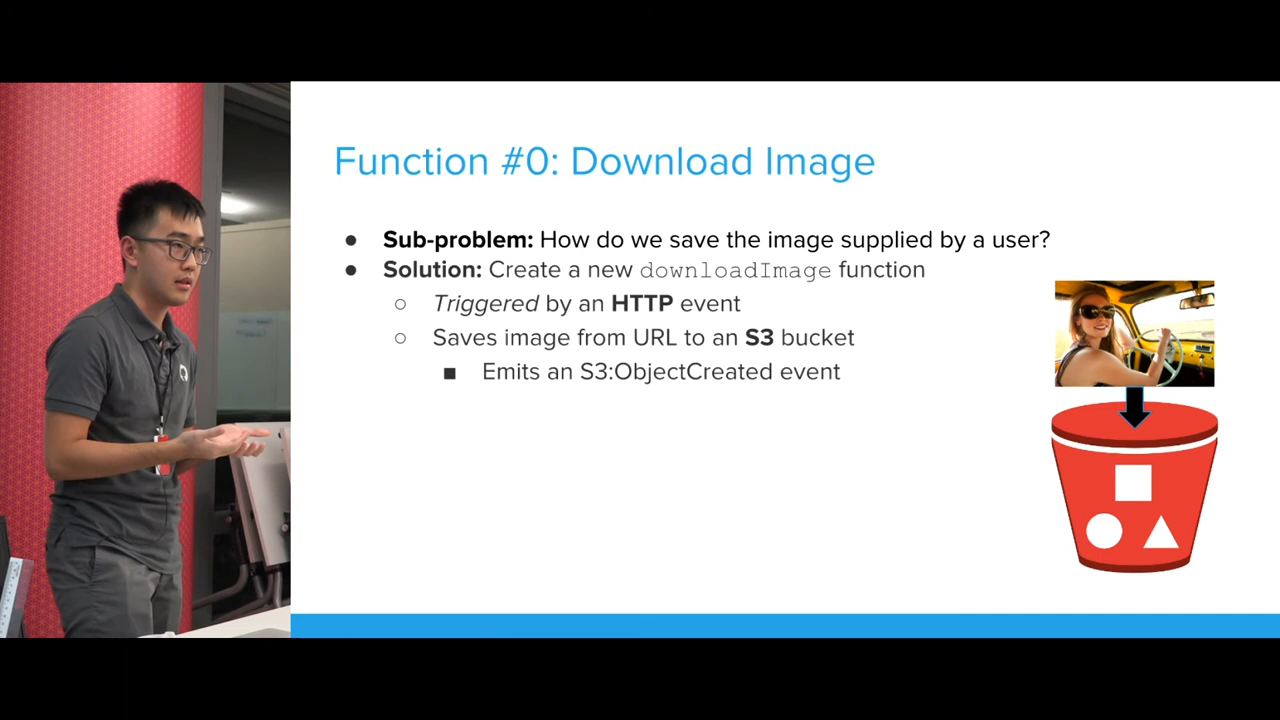 Function #0: Download Image
● Sub-problem: How do we save the image supplied by a user?
● Solution: Create a new downloadImage function
○ Triggered by an HTTP event
○ Saves image from URL to an S3 bucket
■ Emits an S3:ObjectCreated event